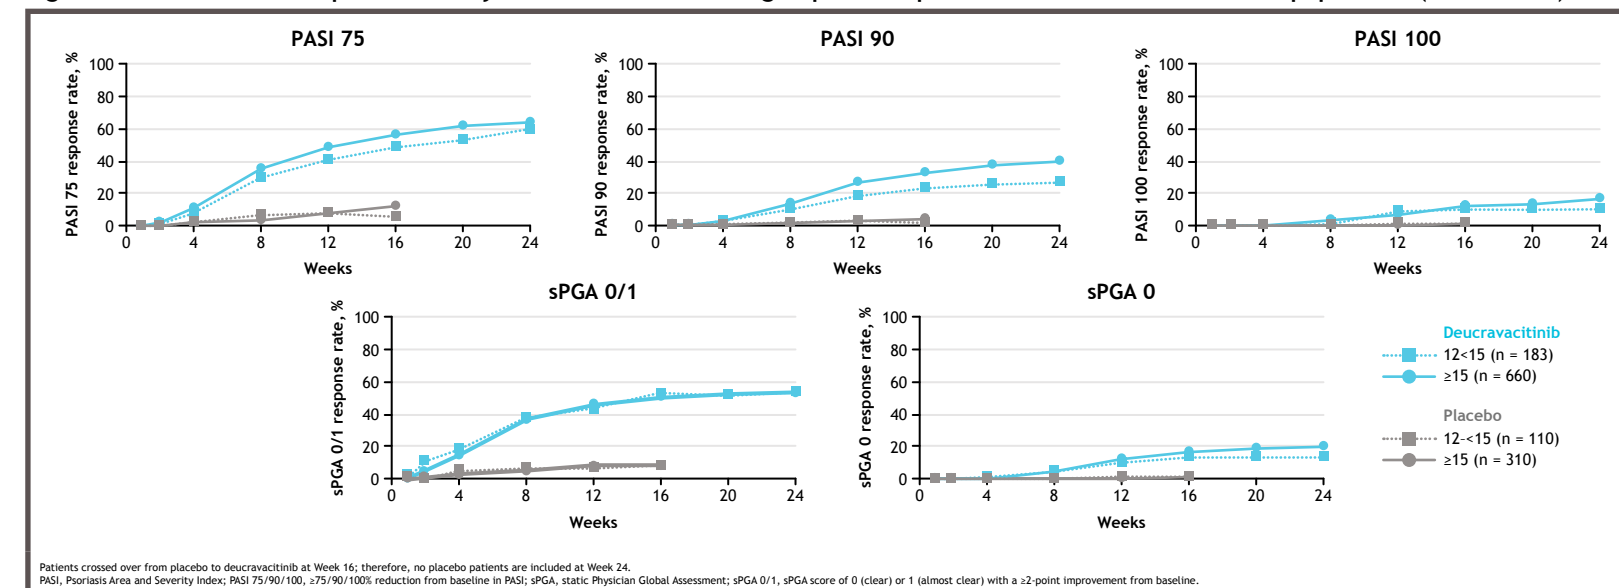 PASI 75
PASI 75 response rate, %
100
80
60
40
20
0
0 4 8 12 16 20 24
Weeks
PASI 90
PASI 90 response rate, %
100
80
60
40
20
0
0 4 8 12 16 20 24
Weeks
PASI 100
PASI 100 response rate, %
100
80
60
40
20
0
0 4 8 12 16 20 24
Weeks
sPGA 0/1
sPGA 0/1 response rate, %
100
80
60
40
20
0
0 4 8 12 16 20 24
Weeks
sPGA 0
sPGA 0 response rate, %
100
80
60
40
20
0
0 4 8 12 16 20 24
Weeks
Deucravacitinib
12<15 (n = 183)
≥15 (n = 660)
Placebo
12-<15 (n = 110)
≥15 (n = 310)
Patients crossed over from placebo to deucravacitinib at Week 16; therefore, no placebo patients are included at Week 24.
PASI, Psoriasis Area and Severity Index; PASI 75/90/100, ≥75/90/100% reduction from baseline in PASI; sPGA, static Physician Global Assessment; sPGA 0/1, sPGA score of 0 (clear) or 1 (almost clear) with a ≥2-point improvement from baseline.